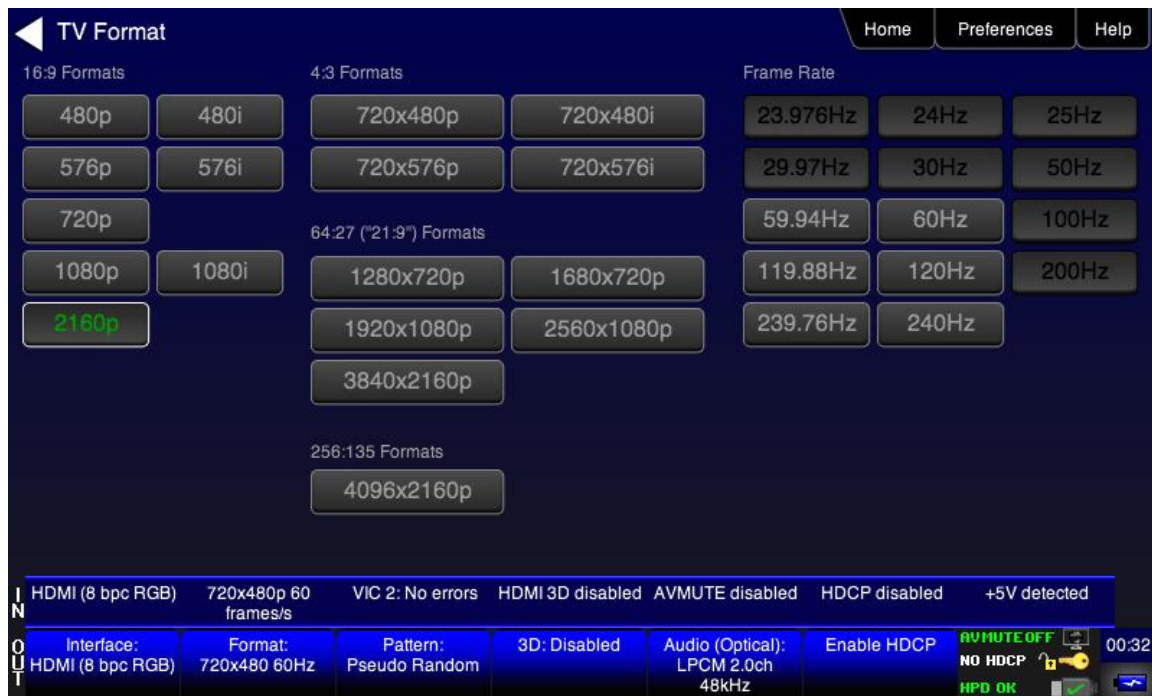 TV Format
Home Preferences Help
16:9 Formats
4:3 Formats
Frame Rate
480p 480i
720x480p 720x480i
23.976Hz 24Hz 25Hz
576p 576i
720x576p 720x576i
29.97Hz 30Hz 50Hz
720p
64:27 ("21:9") Formats
59.94Hz 60Hz 100Hz
1080p 1080i
1280x720p 1680x720p
119.88Hz 120Hz 200Hz
2160p
1920x1080p 2560x1080p
239.76Hz 240Hz
3840x2160p
256:135 Formats
4096x2160p
IN
HDMI (8 bpc RGB)
720x480p 60
frames/s
VIC 2: No errors
HDMI 3D disabled
AVMUTE disabled
HDCP disabled
+5V detected
OUT
Interface:
HDMI (8 bpc RGB)
Format:
720x480 60Hz
Pattern:
Pseudo Random
3D: Disabled
Audio (Optical):
LPCM 2.0ch
48kHz
Enable HDCP
AVMUTE OFF
NO HDCP
HPD OK
00:32